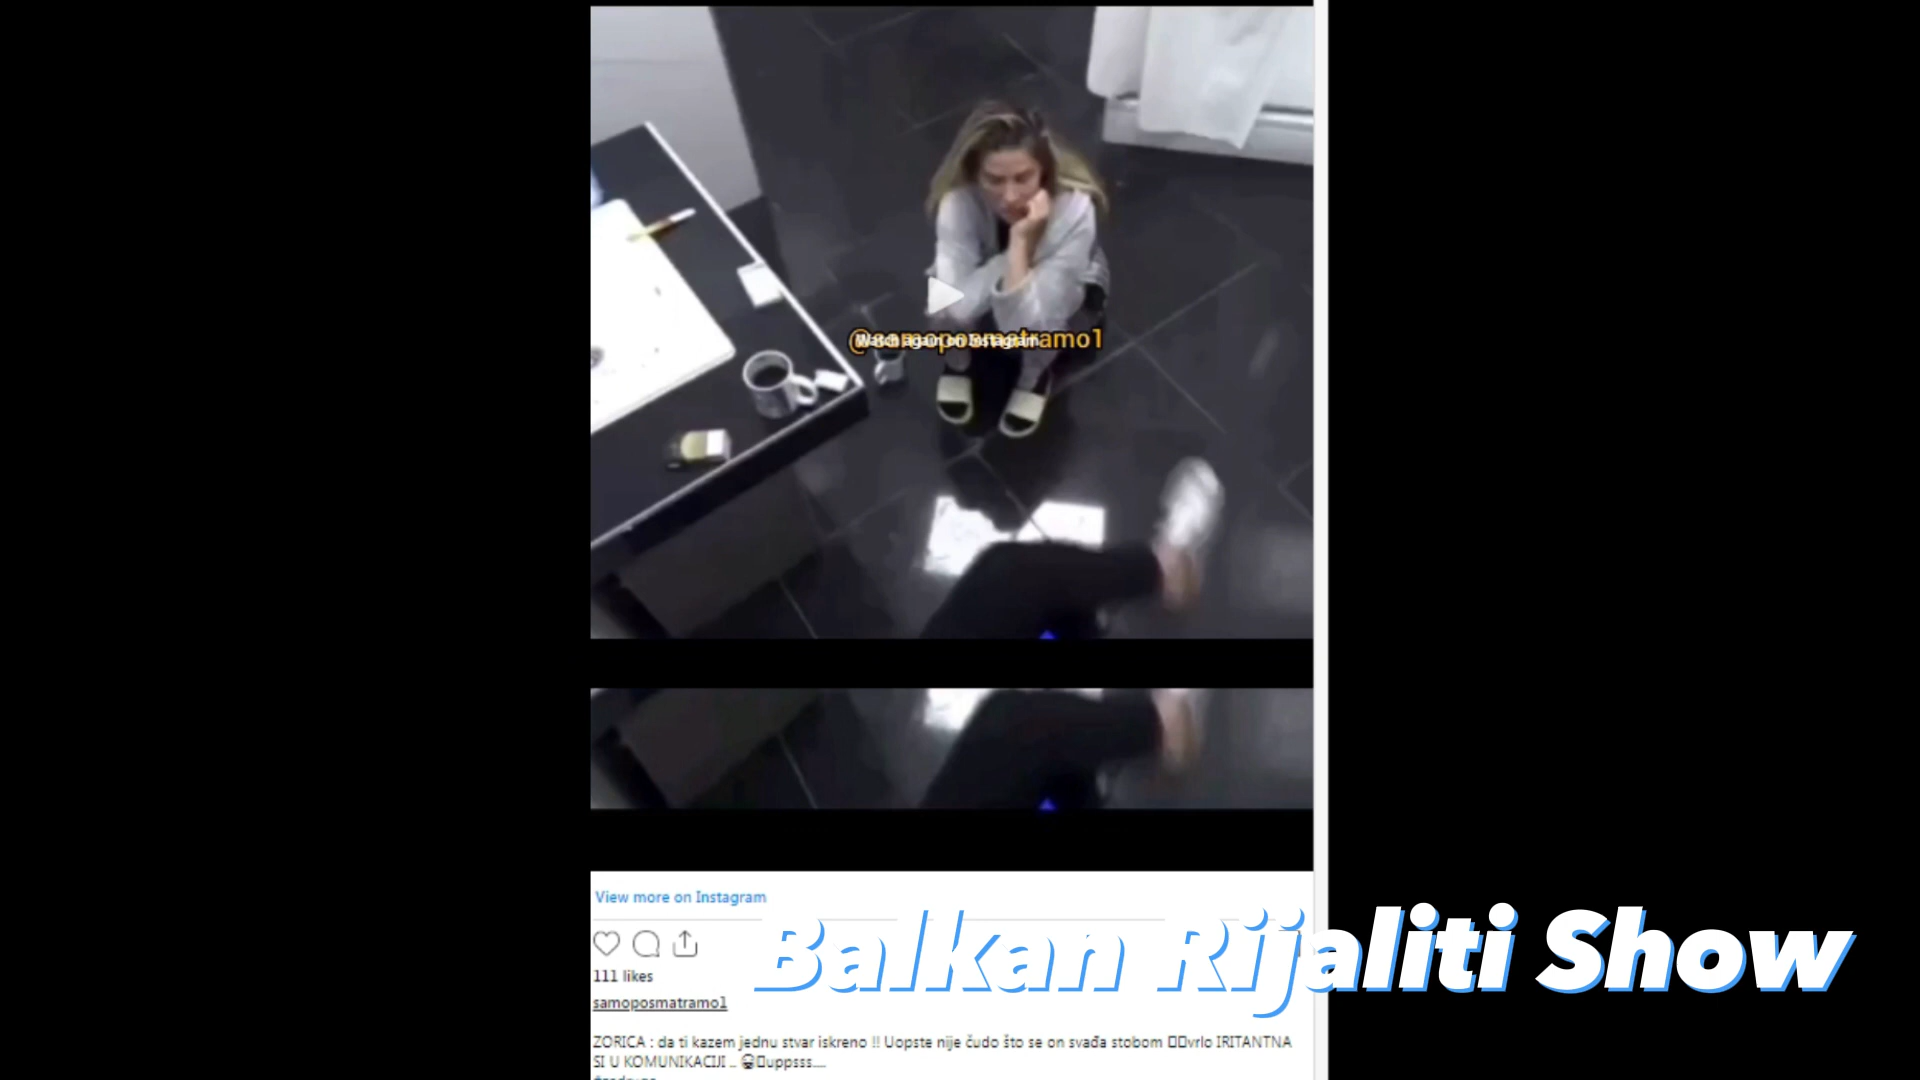 @samoposmatramo1
Watch again on Instagram
View more on Instagram
Balkan Rijaliti Show
111 likes
samoposmatramo1
ZORICA : da ti kazem jednu stvar iskreno !! Uopste nije čudo što se on svađa stobom vrlo IRITANTNA
SI U KOMUNIKACIJI .. uppsss....